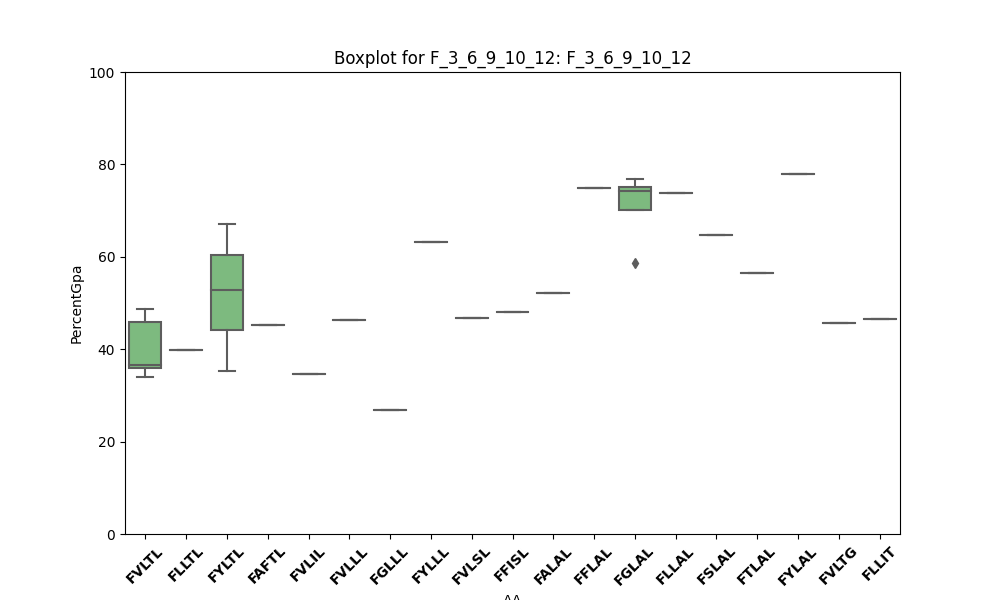 Boxplot for F_3_6_9_10_12: F_3_6_9_10_12
100
80
60
40
20
0
PercentGpa
FVLTL
FLLTL
FYLTL
FAFTL
FVLIL
FVLLL
FGLLL
FYLLL
FVLSL
FFISL
FALAL
FFLAL
FGLAL
FLLAL
FSLAL
FTLAL
FYLAL
FVLTG
FLLIT
AA